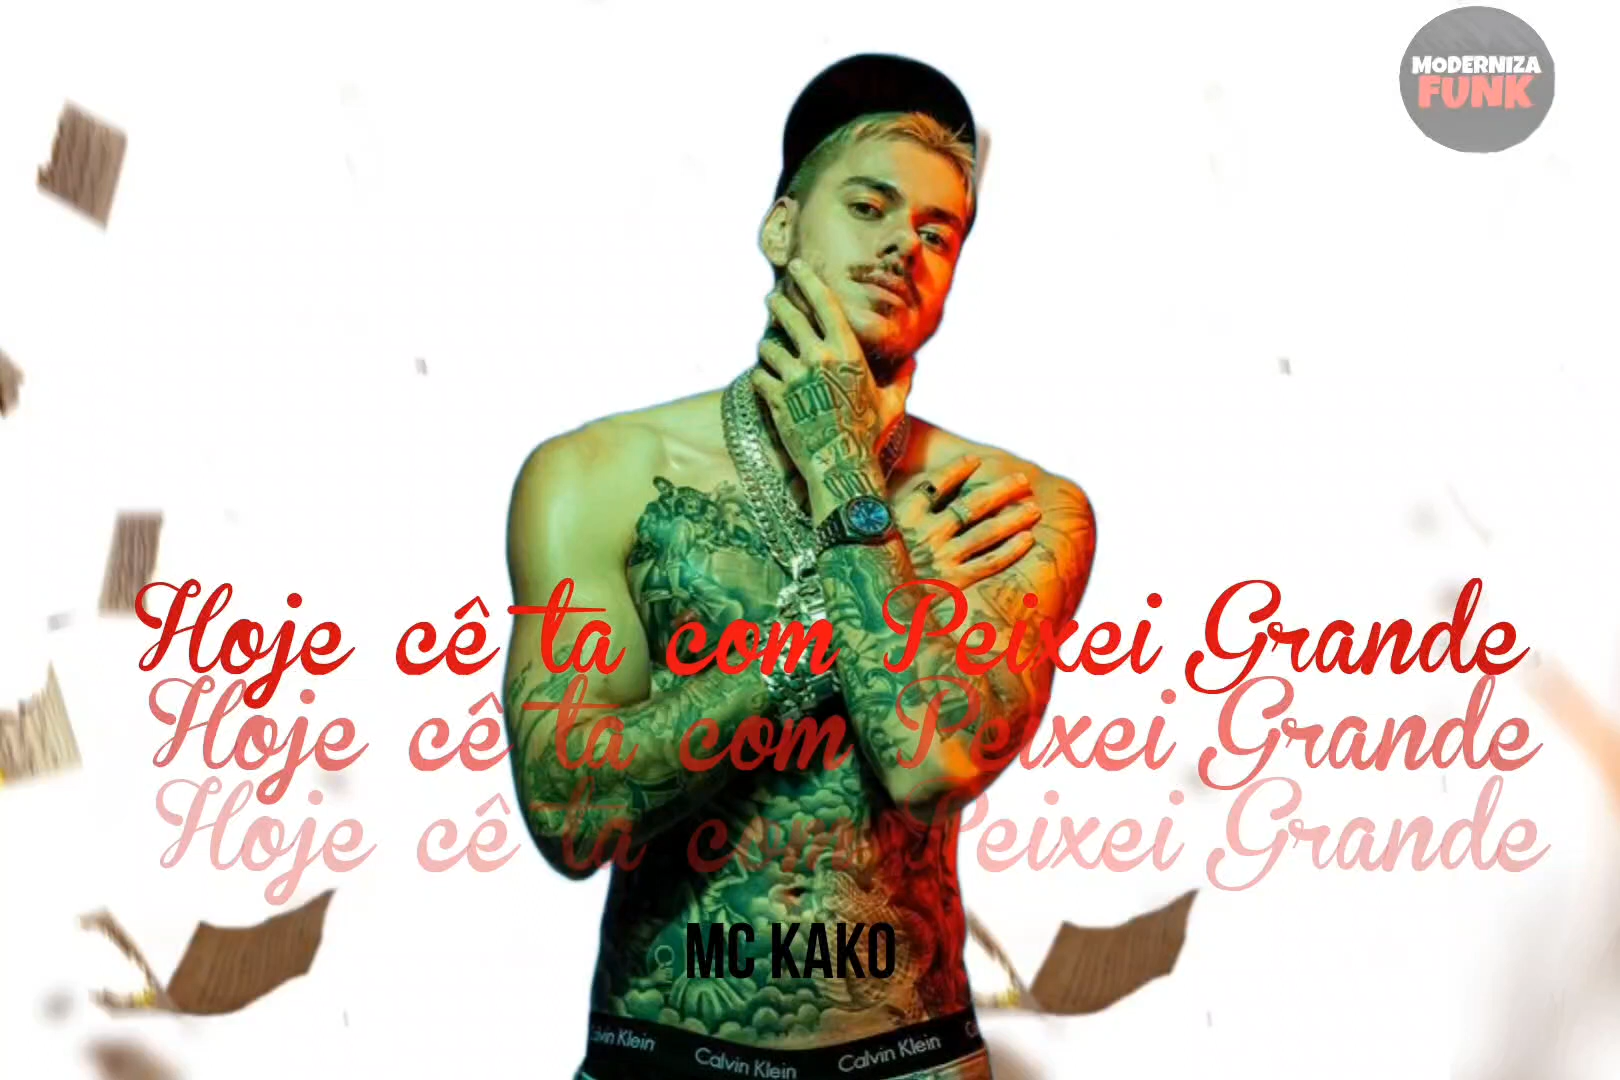 MODERNIZA
FUNK
Hoje cê ta com Peixei Grande
Hoje cê ta com Peixei Grande
Hoje cê ta com Peixei Grande
MC KAKO
Calvin Klein
Calvin Klein
Calvin Klein